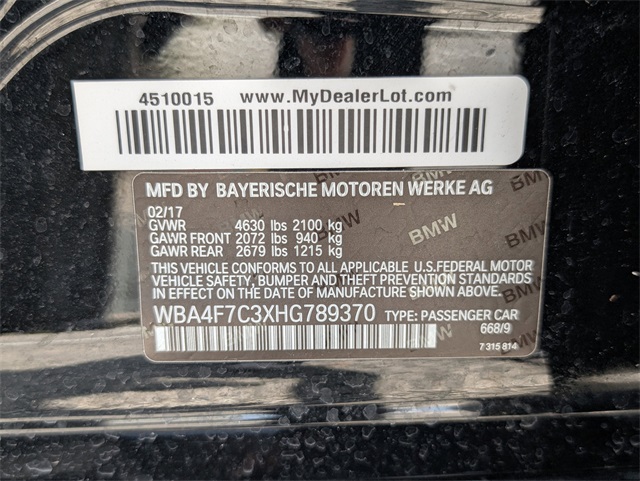 4510015 www.MyDealerLot.com
MFD BY BAYERISCHE MOTOREN WERKE AG
02/17
GVWR 4630 lbs 2100 kg
GAWR FRONT 2072 lbs 940 kg
GAWR REAR 2679 lbs 1215 kg
THIS VEHICLE CONFORMS TO ALL APPLICABLE U.S.FEDERAL MOTOR
VEHICLE SAFETY, BUMPER AND THEFT PREVENTION STANDARDS
IN EFFECT ON THE DATE OF MANUFACTURE SHOWN ABOVE.
WBA4F7C3XHG789370 TYPE: PASSENGER CAR
668/9
7 315 814
BMW
BMW
BMW